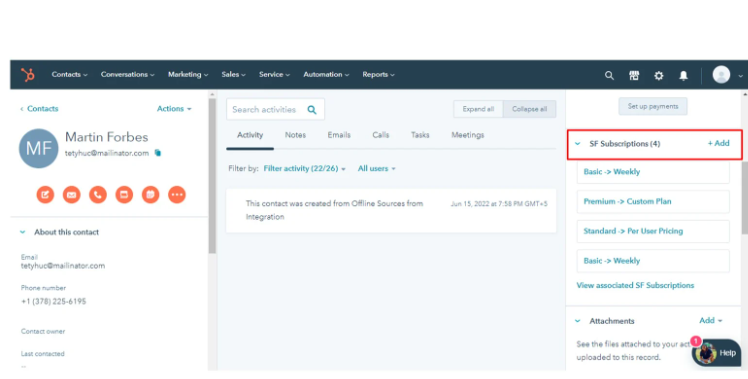 Contacts Conversations Marketing Sales Service Automation Reports
Contacts Actions
MF
Martin Forbes
tetyhuc@mailinator.com
About this contact
Email
tetyhuc@mailinator.com
Phone number
+1 (378) 225-6195
Contact owner
Last contacted
--
Search activities Expand all Collapse all
Activity Notes Emails Calls Tasks Meetings
Filter by: Filter activity (22/26) All users
This contact was created from Offline Sources from Jun 15, 2022 at 7:58 PM GMT+5
Integration
Set up payments
SF Subscriptions (4) + Add
Basic -> Weekly
Premium -> Custom Plan
Standard -> Per User Pricing
Basic -> Weekly
View associated SF Subscriptions
Attachments Add
See the files attached to your act
uploaded to this record.
1
Help